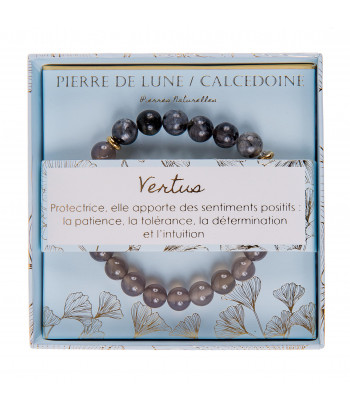 PIERRE DE LUNE / CALCEDOINE
Pierres Naturelles
Vertus
Protectrice, elle apporte des sentiments positifs :
la patience, la tolérance, la détermination
et l'intuition